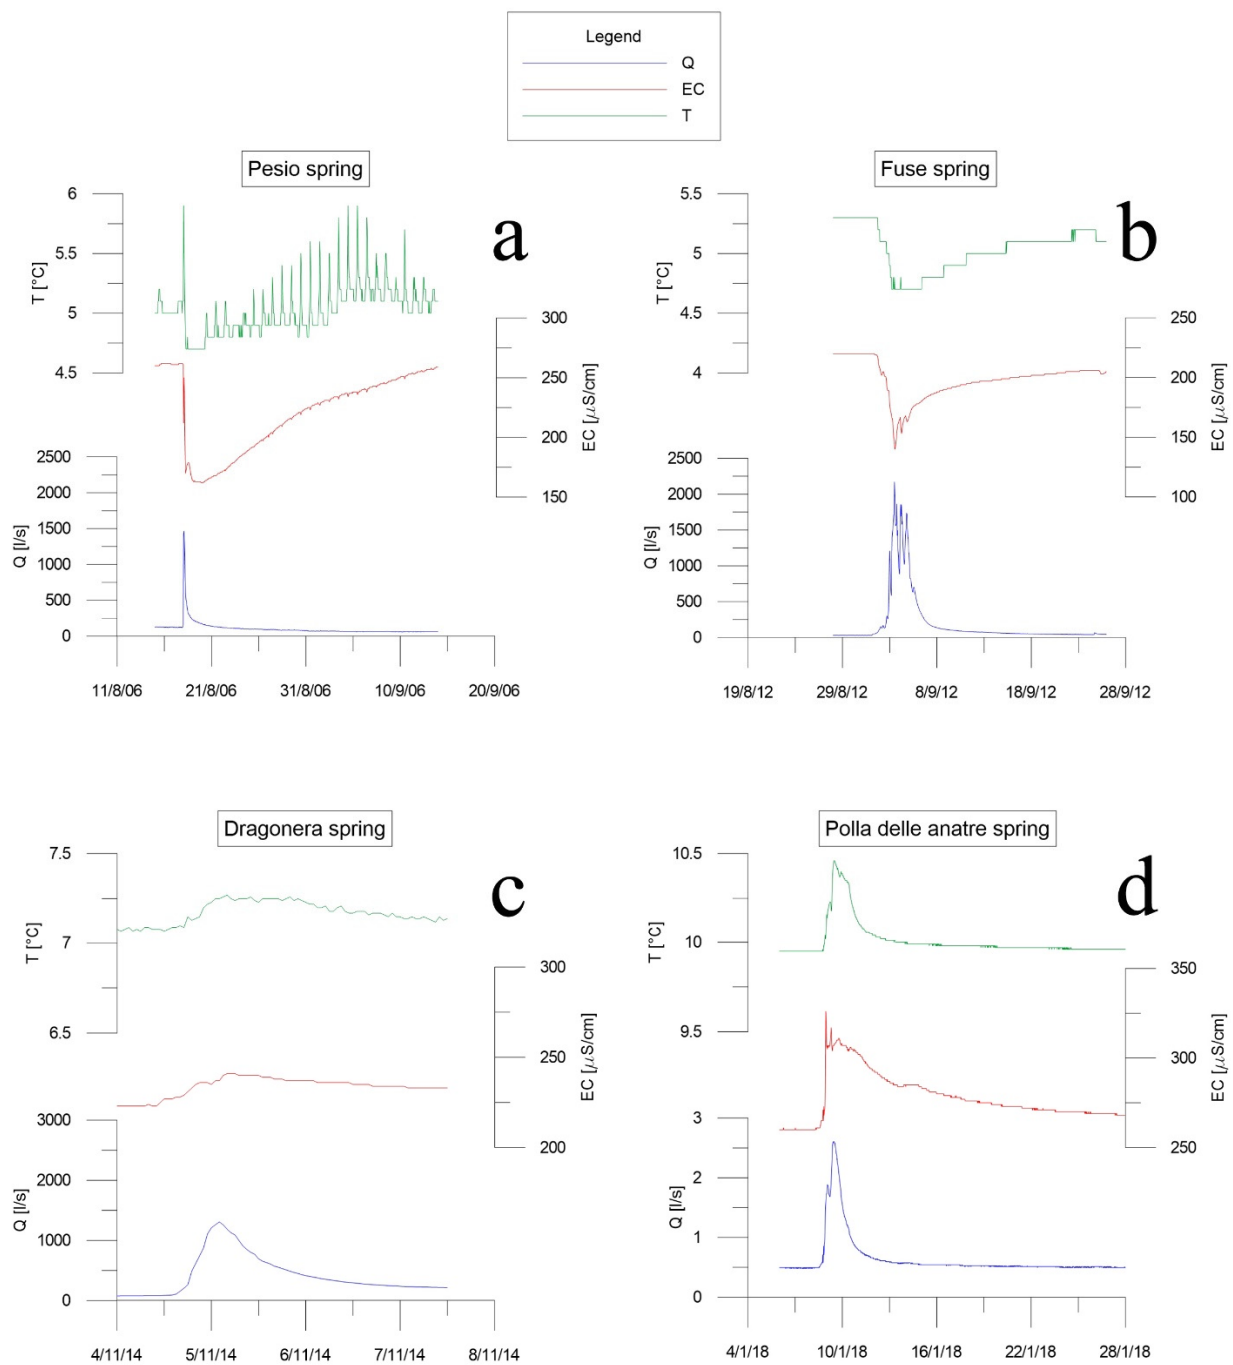 Legend
Q
EC
T
Pesio spring
a
6
5.5
5
4.5
T [°C]
300
250
200
150
EC [μS/cm]
2500
2000
1500
1000
500
0
Q [l/s]
11/8/06 21/8/06 31/8/06 10/9/06 20/9/06
Fuse spring
b
5.5
5
4.5
4
T [°C]
250
200
150
100
EC [μS/cm]
2500
2000
1500
1000
500
0
Q [l/s]
19/8/12 29/8/12 8/9/12 18/9/12 28/9/12
Dragonera spring
c
7.5
7
6.5
T [°C]
300
250
200
EC [μS/cm]
3000
2000
1000
0
Q [l/s]
4/11/14 5/11/14 6/11/14 7/11/14 8/11/14
Polla delle anatre spring
d
10.5
10
9.5
T [°C]
350
300
250
EC [μS/cm]
3
2
1
0
Q [l/s]
4/1/18 10/1/18 16/1/18 22/1/18 28/1/18